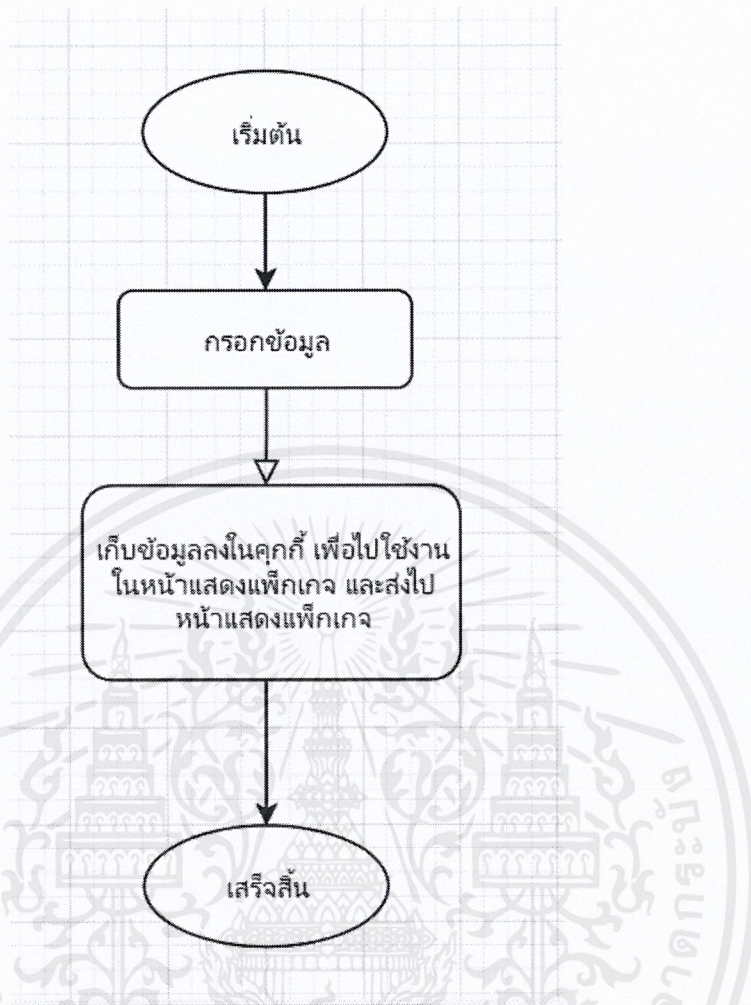 เริ่มต้น
กรอกข้อมูล
เก็บข้อมูลลงในคุกกี้ เพื่อไปใช้งาน
ในหน้าแสดงแพ็กเกจ และส่งไป
หน้าแสดงแพ็กเกจ
เสร็จสิ้น